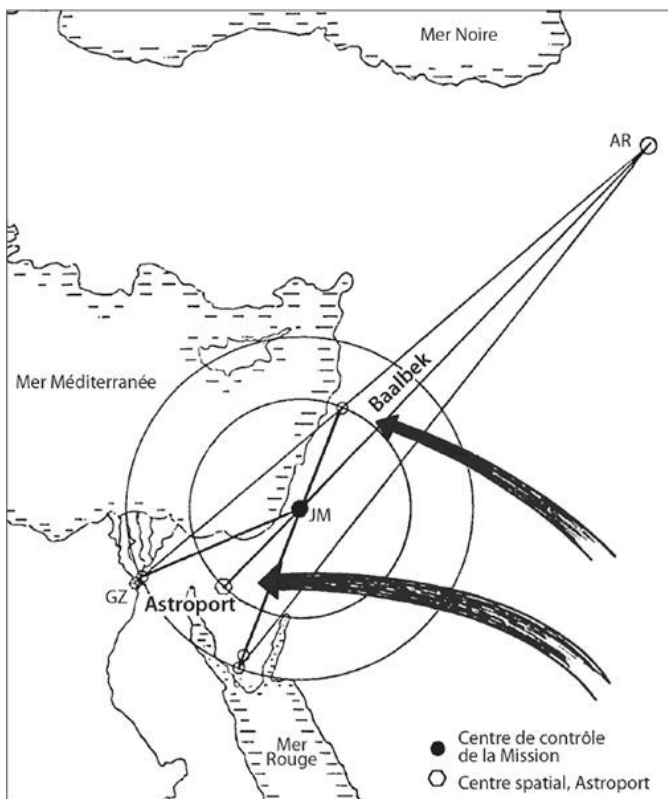 Mer Noire
AR
Mer Méditerranée
Baalbek
JM
GZ
Astroport
Mer
Rouge
Centre de contrôle
de la Mission
Centre spatial, Astroport